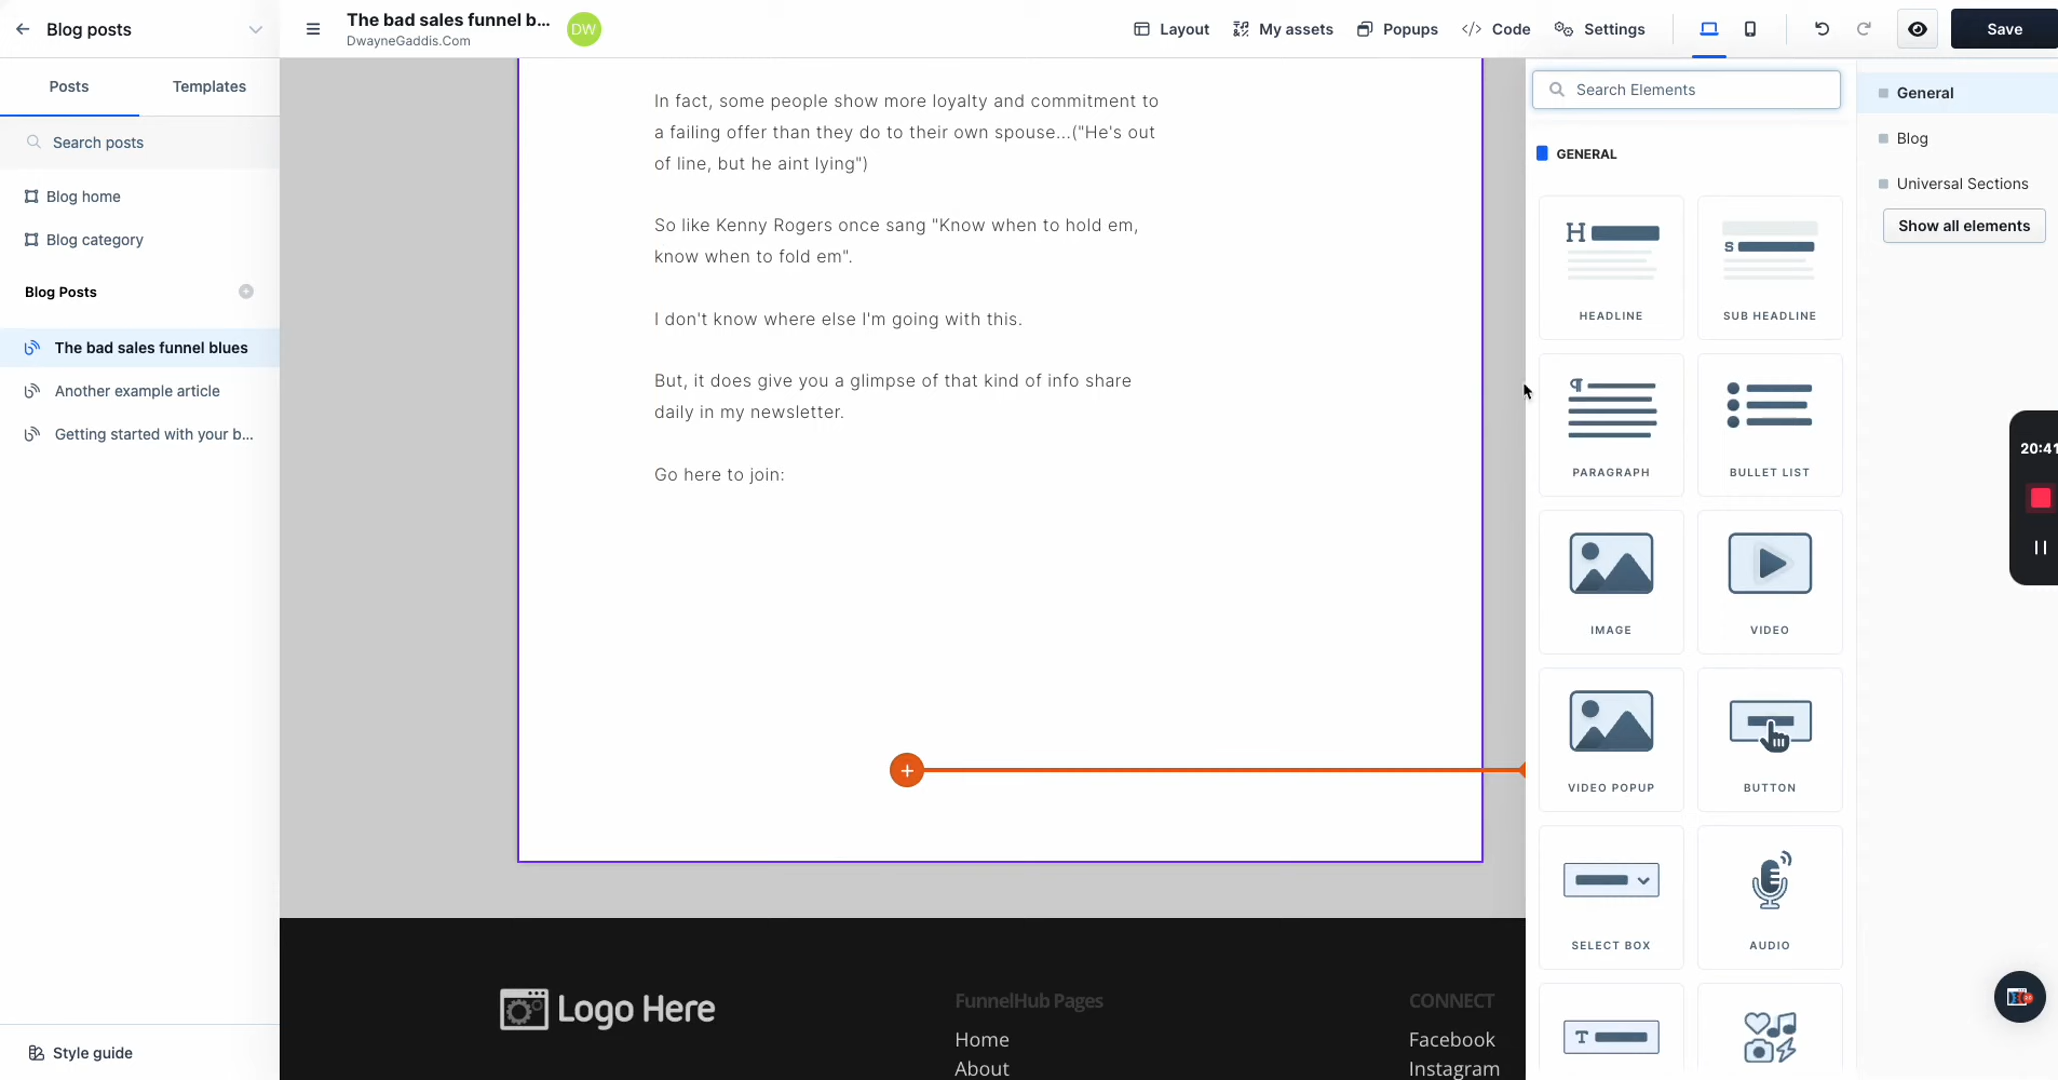 Blog posts
The bad sales funnel b...
DwayneGaddis.Com
DW
Layout
My assets
Popups
Code
Settings
Save
Posts
Templates
Search posts
Blog home
Blog category
Blog Posts
The bad sales funnel blues
Another example article
Getting started with your b...
Style guide
In fact, some people show more loyalty and commitment to
a failing offer than they do to their own spouse...("He's out
of line, but he aint lying")
So like Kenny Rogers once sang "Know when to hold em,
know when to fold em".
I don't know where else I'm going with this.
But, it does give you a glimpse of that kind of info share
daily in my newsletter.
Go here to join:
Logo Here
FunnelHub Pages
Home
About
CONNECT
Facebook
Instagram
Search Elements
GENERAL
HEADLINE
SUB HEADLINE
PARAGRAPH
BULLET LIST
IMAGE
VIDEO
VIDEO POPUP
BUTTON
SELECT BOX
AUDIO
General
Blog
Universal Sections
Show all elements
20:41